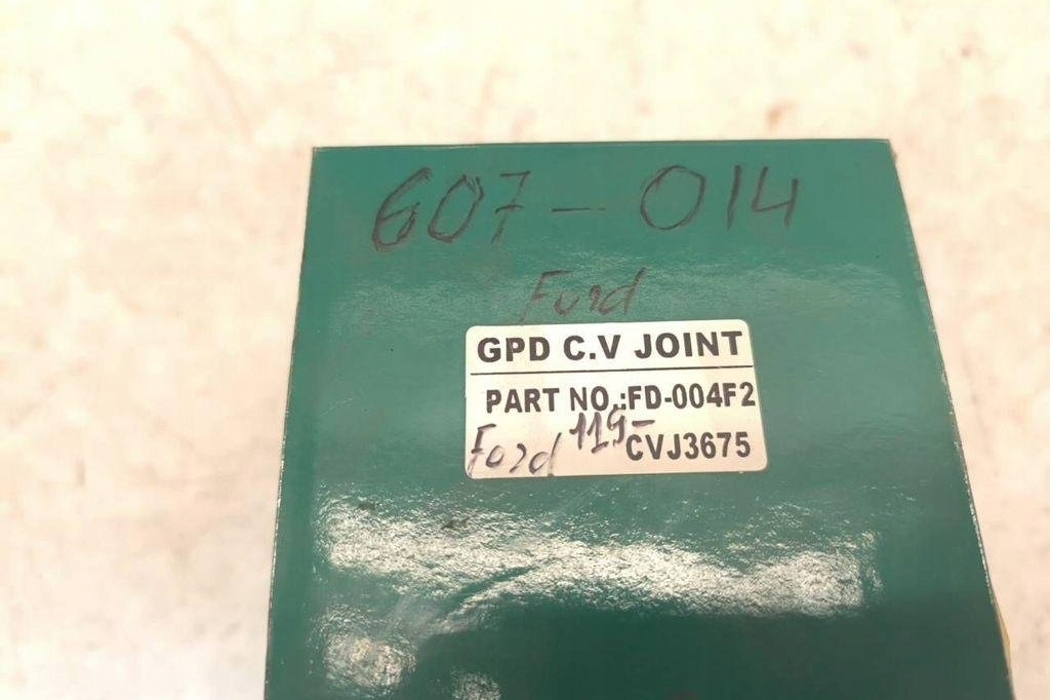 607-014
Ford
GPD C.V JOINT
PART NO.:FD-004F2
Ford 119-
CVJ3675